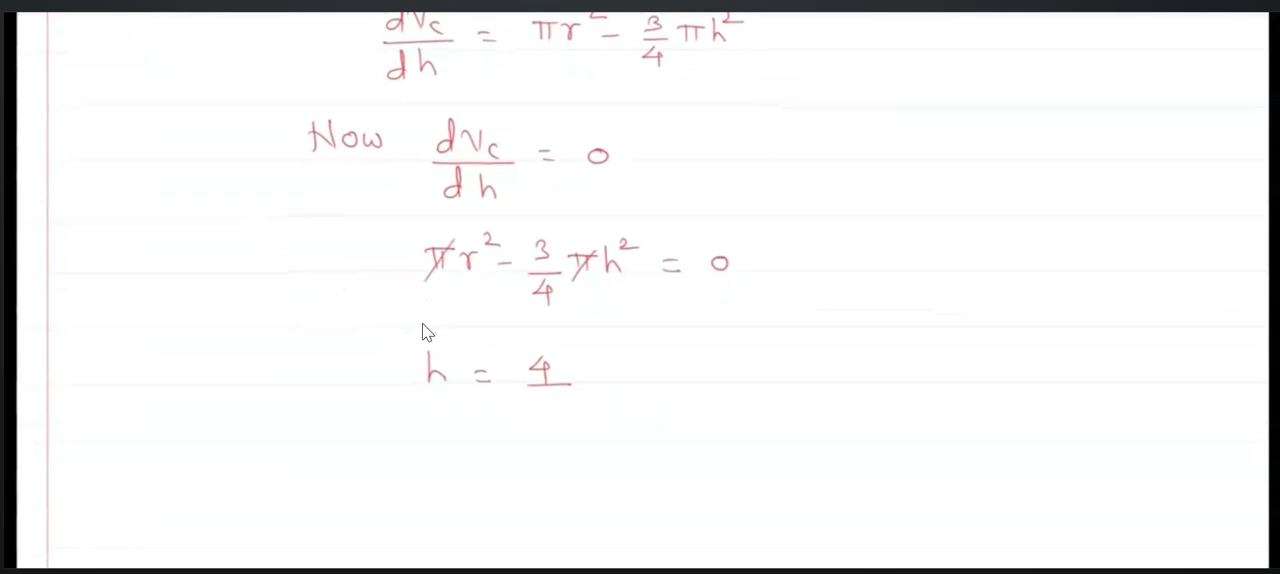 dVc/dh = πr² - 3/4 πh²
Now dVc/dh = 0
πr² - 3/4 πh² = 0
h = 4